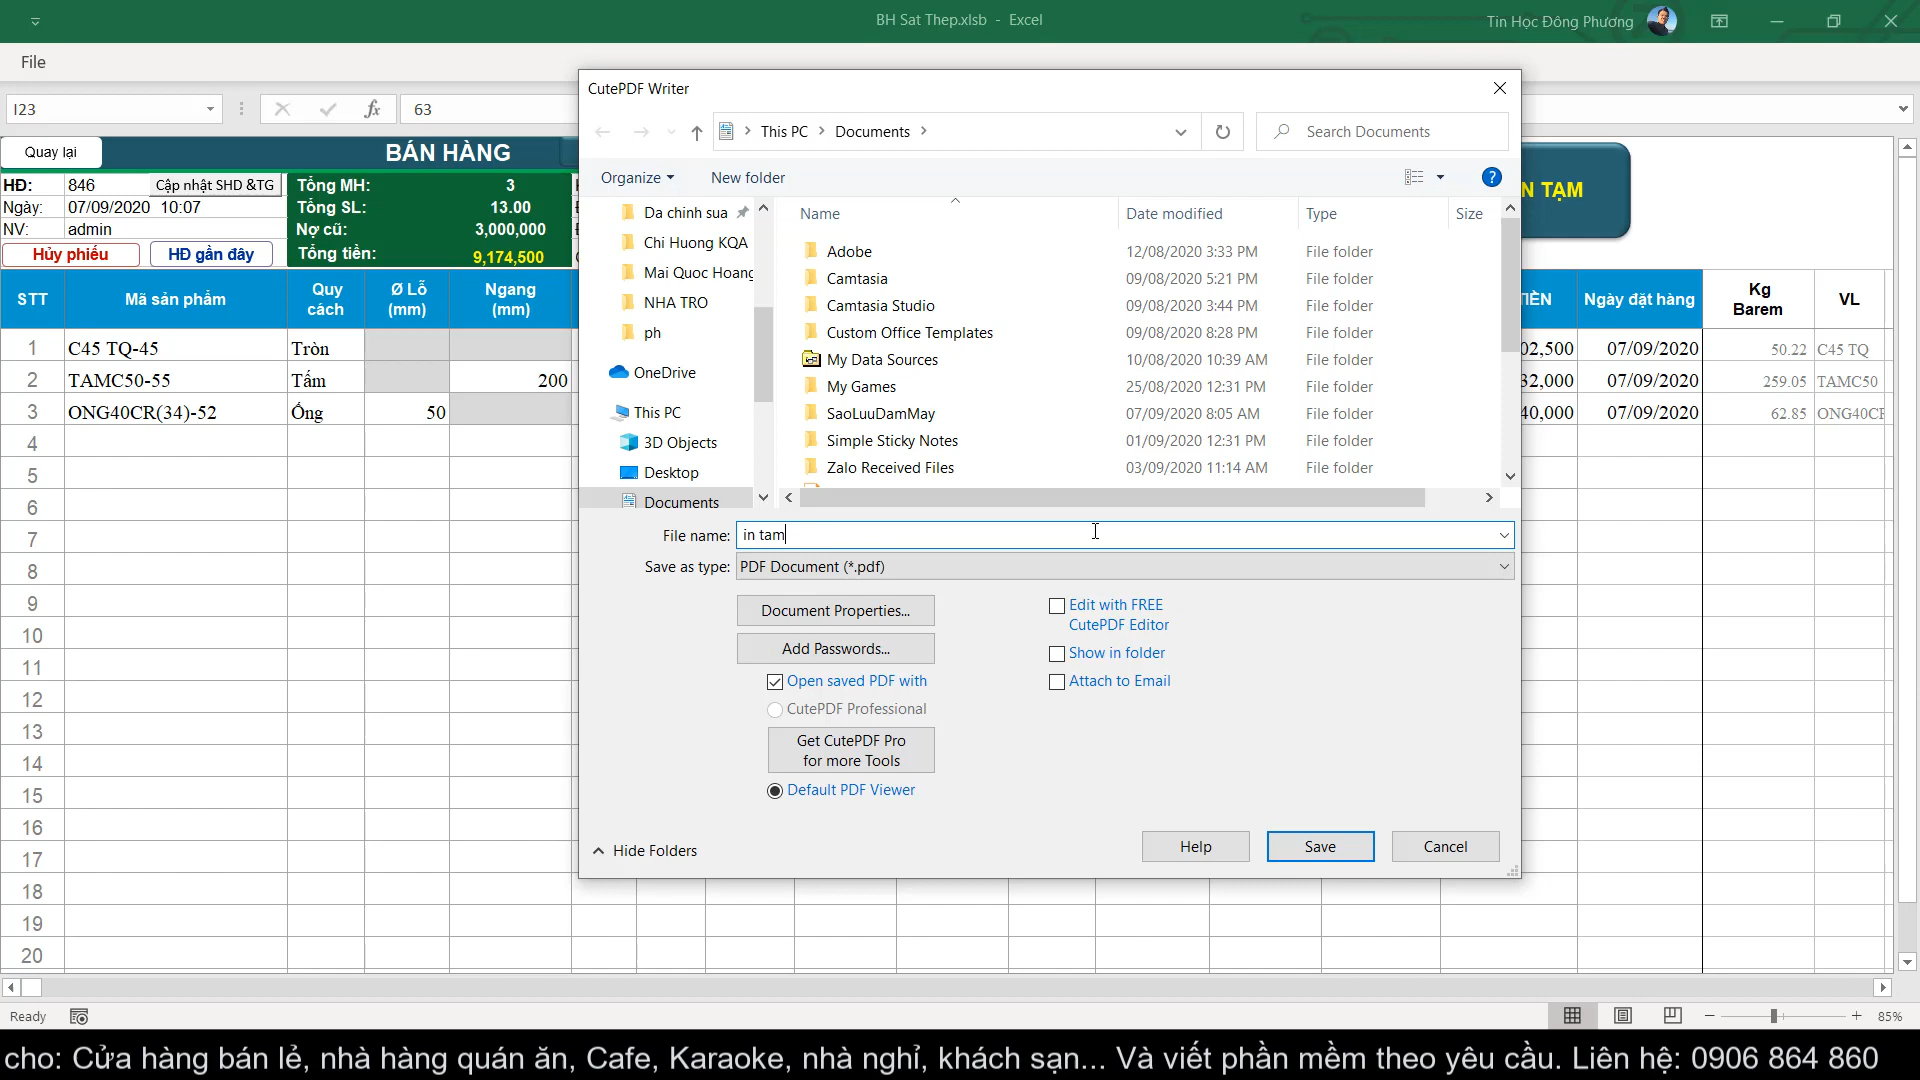 BH Sat Thep.xlsb - Excel
Tin Học Đông Phương
File
I23
63
CutePDF Writer
This PC
Documents
Search Documents
Organize
New folder
Quay lại
BÁN HÀNG
HĐ: 846 Cập nhật SHD &TG
Ngày: 07/09/2020 10:07
NV: admin
Hủy phiếu
HĐ gần đây
Tổng MH: 3
Tổng SL: 13.00
Nợ cũ: 3,000,000
Tổng tiền: 9,174,500
N TẠM
Da chinh sua
Chi Huong KQA
Mai Quoc Hoang
NHA TRO
ph
OneDrive
This PC
3D Objects
Desktop
Documents
Name Date modified Type Size
Adobe 12/08/2020 3:33 PM File folder
Camtasia 09/08/2020 5:21 PM File folder
Camtasia Studio 09/08/2020 3:44 PM File folder
Custom Office Templates 09/08/2020 8:28 PM File folder
My Data Sources 10/08/2020 10:39 AM File folder
My Games 25/08/2020 12:31 PM File folder
SaoLuuDamMay 07/09/2020 8:05 AM File folder
Simple Sticky Notes 01/09/2020 12:31 PM File folder
Zalo Received Files 03/09/2020 11:14 AM File folder
File name: in tam
Save as type: PDF Document (*.pdf)
Document Properties...
Add Passwords...
Open saved PDF with
CutePDF Professional
Get CutePDF Pro
for more Tools
Default PDF Viewer
Edit with FREE
CutePDF Editor
Show in folder
Attach to Email
Hide Folders
Help
Save
Cancel
STT
Mã sản phẩm
Quy
cách
Ø Lỗ
(mm)
Ngang
(mm)
TIỀN
Ngày đặt hàng
Kg
Barem
VL
1 C45 TQ-45 Tròn 02,500 07/09/2020 50.22 C45 TQ
2 TAMC50-55 Tấm 200 32,000 07/09/2020 259.05 TAMC50
3 ONG40CR(34)-52 Ống 50 40,000 07/09/2020 62.85 ONG40CR
4
5
6
7
8
9
10
11
12
13
14
15
16
17
18
19
20
Ready
85%
cho: Cửa hàng bán lẻ, nhà hàng quán ăn, Cafe, Karaoke, nhà nghỉ, khách sạn... Và viết phần mềm theo yêu cầu. Liên hệ: 0906 864 860